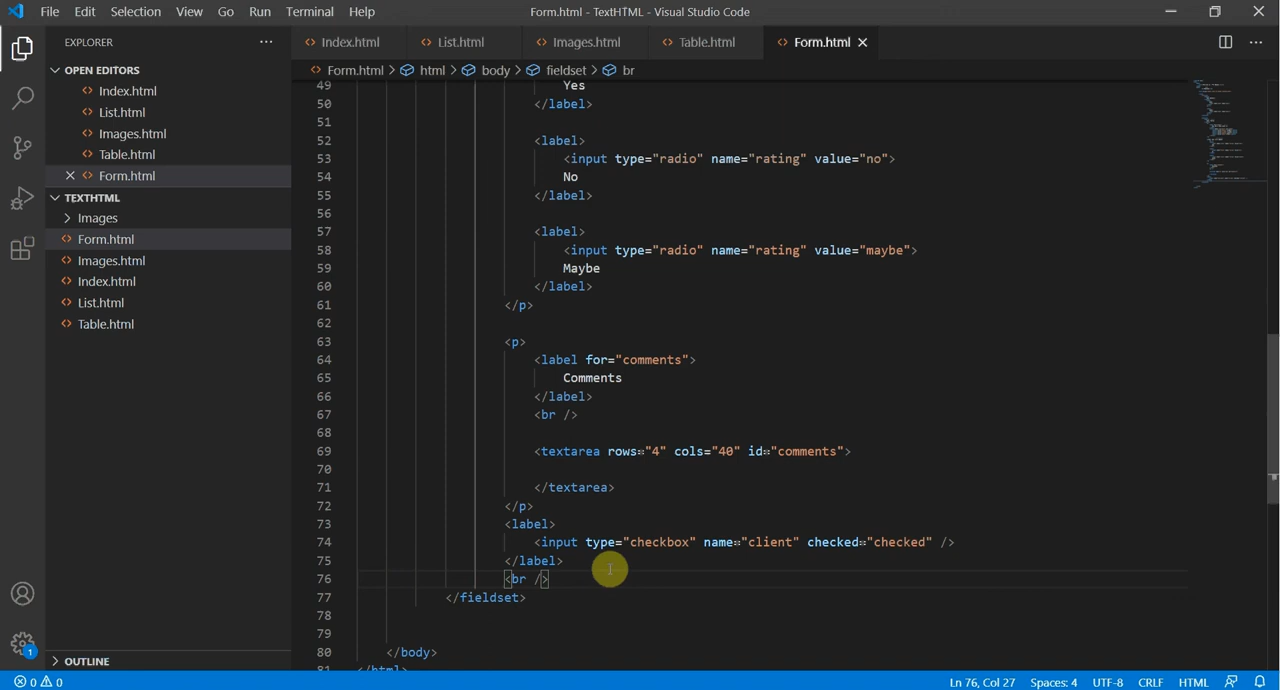 File Edit Selection View Go Run Terminal Help Form.html - TextHTML - Visual Studio Code
EXPLORER
Index.html List.html Images.html Table.html Form.html
OPEN EDITORS
Index.html
List.html
Images.html
Table.html
Form.html
TEXTHTML
Images
Form.html
Images.html
Index.html
List.html
Table.html
OUTLINE
Form.html > html > body > fieldset > br
49 Yes
50 </label>
51
52 <label>
53 <input type="radio" name="rating" value="no">
54 No
55 </label>
56
57 <label>
58 <input type="radio" name="rating" value="maybe">
59 Maybe
60 </label>
61 </p>
62
63 <p>
64 <label for="comments">
65 Comments
66 </label>
67 <br />
68
69 <textarea rows="4" cols="40" id="comments">
70
71 </textarea>
72 </p>
73 <label>
74 <input type="checkbox" name="client" checked="checked" />
75 </label>
76 <br />
77 </fieldset>
78
79
80 </body>
81 </html>
1
0 0 Ln 76, Col 27 Spaces: 4 UTF-8 CRLF HTML